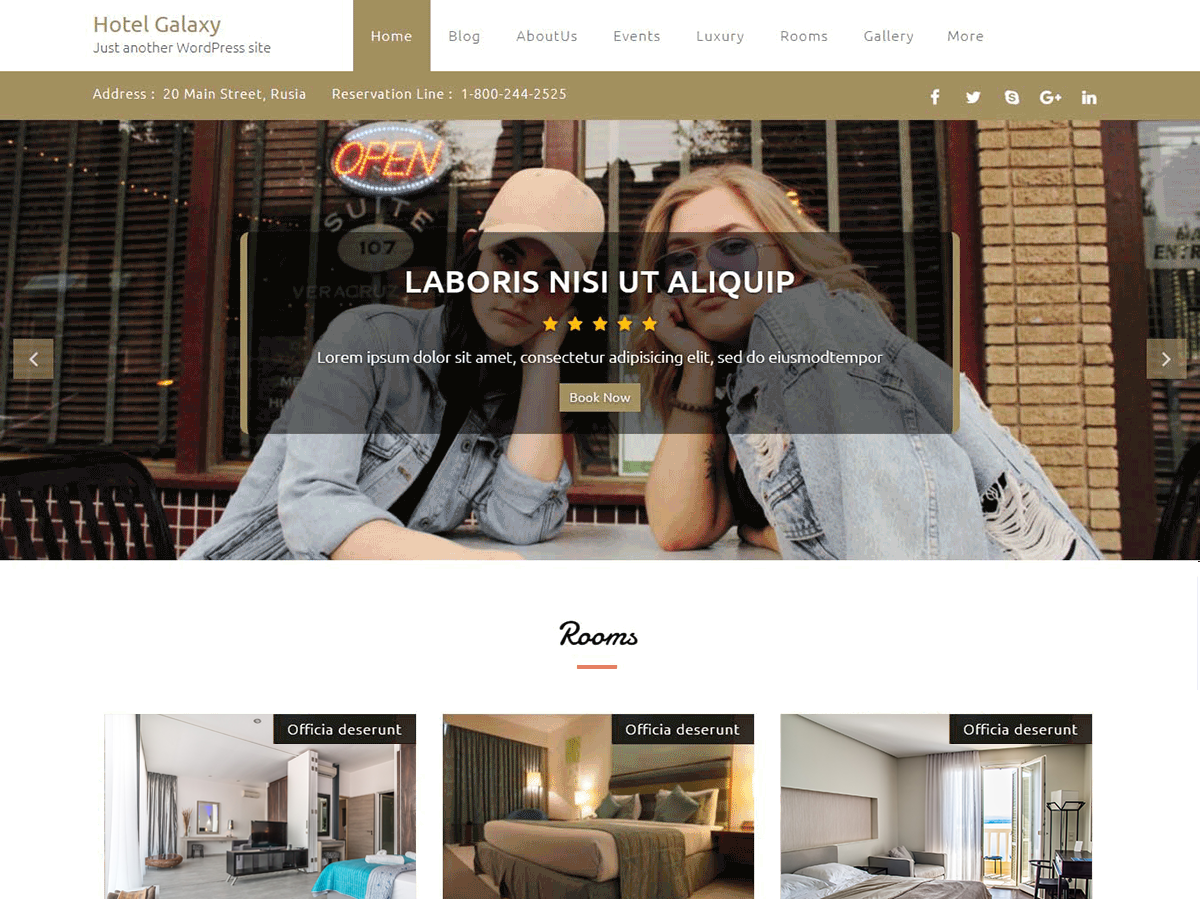 Hotel Galaxy
Just another WordPress site
Home Blog AboutUs Events Luxury Rooms Gallery More
Address : 20 Main Street, Rusia Reservation Line : 1-800-244-2525
OPEN
SUITE
107
VERACRUZ
LABORIS NISI UT ALIQUIP
Lorem ipsum dolor sit amet, consectetur adipisicing elit, sed do eiusmodtempor
Book Now
Rooms
Officia deserunt
Officia deserunt
Officia deserunt